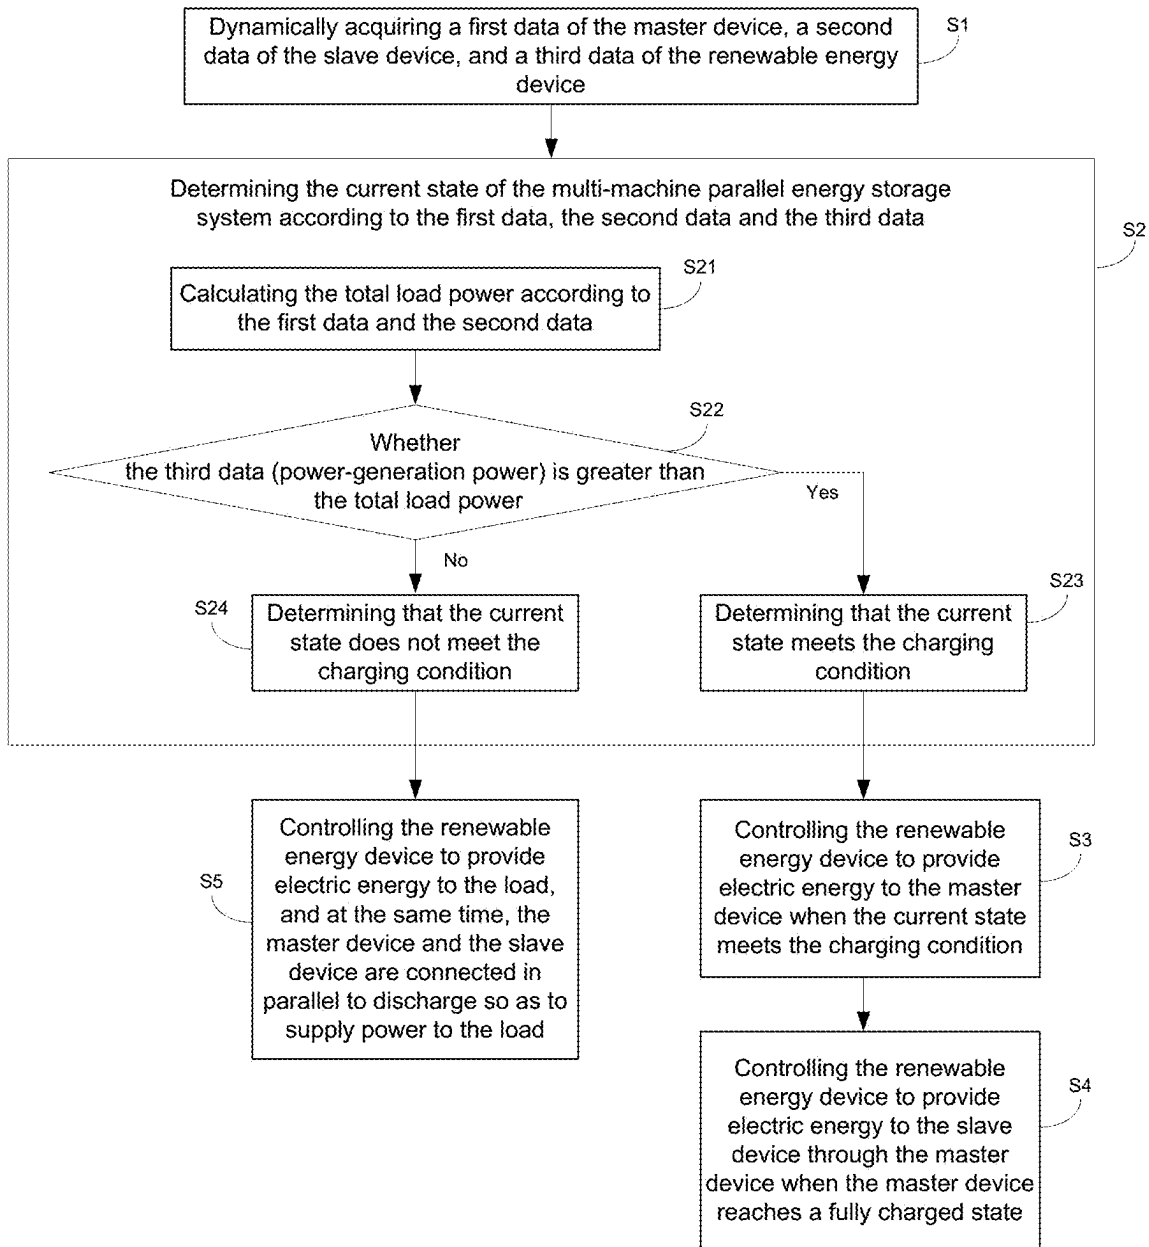 Dynamically acquiring a first data of the master device, a second
data of the slave device, and a third data of the renewable energy
device
S1
Determining the current state of the multi-machine parallel energy storage
system according to the first data, the second data and the third data
S2
S21
Calculating the total load power according to
the first data and the second data
S22
Whether
the third data (power-generation power) is greater than
the total load power
Yes
No
S24
Determining that the current
state does not meet the
charging condition
S23
Determining that the current
state meets the charging
condition
S5
Controlling the renewable
energy device to provide
electric energy to the load,
and at the same time, the
master device and the slave
device are connected in
parallel to discharge so as to
supply power to the load
S3
Controlling the renewable
energy device to provide
electric energy to the master
device when the current state
meets the charging condition
S4
Controlling the renewable
energy device to provide
electric energy to the slave
device through the master
device when the master device
reaches a fully charged state